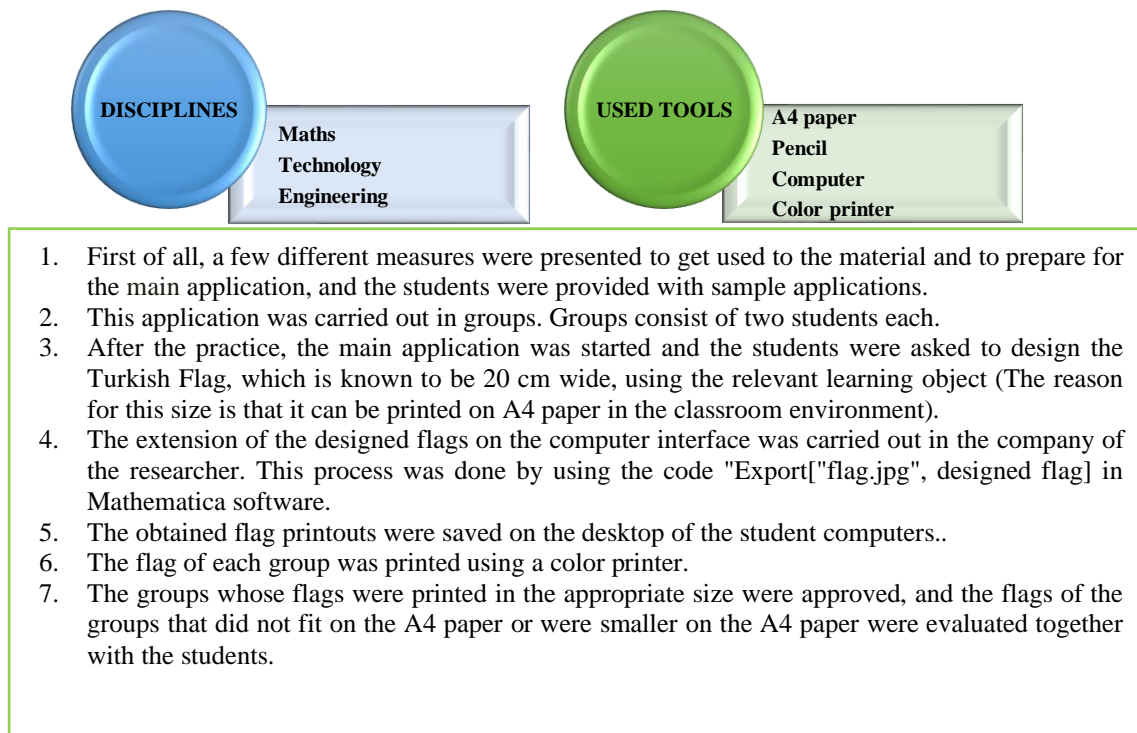 DISCIPLINES
Maths
Technology
Engineering
USED TOOLS
A4 paper
Pencil
Computer
Color printer
1. First of all, a few different measures were presented to get used to the material and to prepare for
the main application, and the students were provided with sample applications.
2. This application was carried out in groups. Groups consist of two students each.
3. After the practice, the main application was started and the students were asked to design the
Turkish Flag, which is known to be 20 cm wide, using the relevant learning object (The reason
for this size is that it can be printed on A4 paper in the classroom environment).
4. The extension of the designed flags on the computer interface was carried out in the company of
the researcher. This process was done by using the code "Export["flag.jpg", designed flag] in
Mathematica software.
5. The obtained flag printouts were saved on the desktop of the student computers..
6. The flag of each group was printed using a color printer.
7. The groups whose flags were printed in the appropriate size were approved, and the flags of the
groups that did not fit on the A4 paper or were smaller on the A4 paper were evaluated together
with the students.